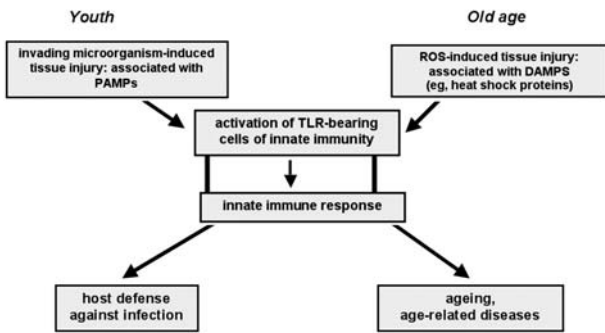 Youth
Old age
invading microorganism-induced
tissue injury: associated with
PAMPs
ROS-induced tissue injury:
associated with DAMPS
(eg, heat shock proteins)
activation of TLR-bearing
cells of innate immunity
innate immune response
host defense
against infection
ageing,
age-related diseases